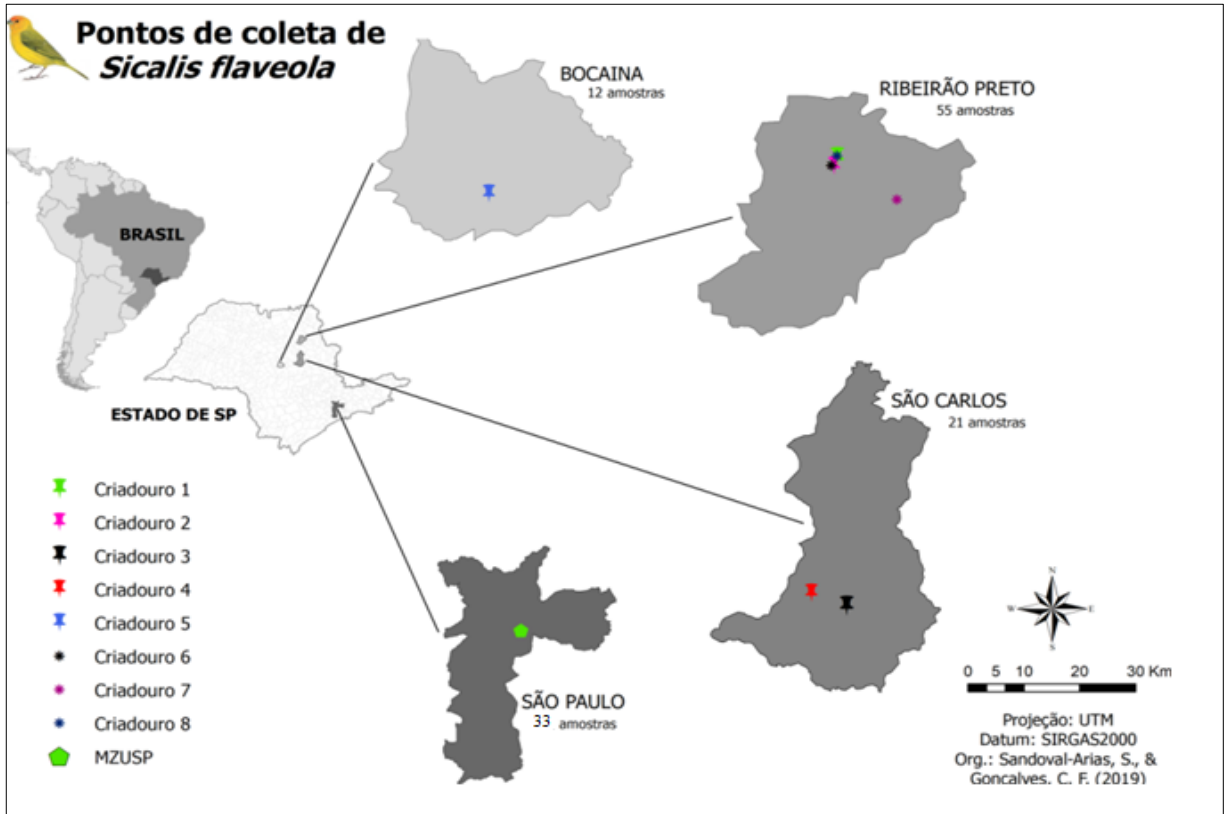 Pontos de coleta de
Sicalis flaveola
BOCAINA
12 amostras
RIBEIRÃO PRETO
55 amostras
BRASIL
ESTADO DE SP
SÃO CARLOS
21 amostras
Criadouro 1
Criadouro 2
Criadouro 3
Criadouro 4
Criadouro 5
Criadouro 6
Criadouro 7
Criadouro 8
MZUSP
SÃO PAULO
33 amostras
N
W E
S
0 5 10 20 30 Km
Projeção: UTM
Datum: SIRGAS2000
Org.: Sandoval-Arias, S., &
Goncalves, C. F. (2019)